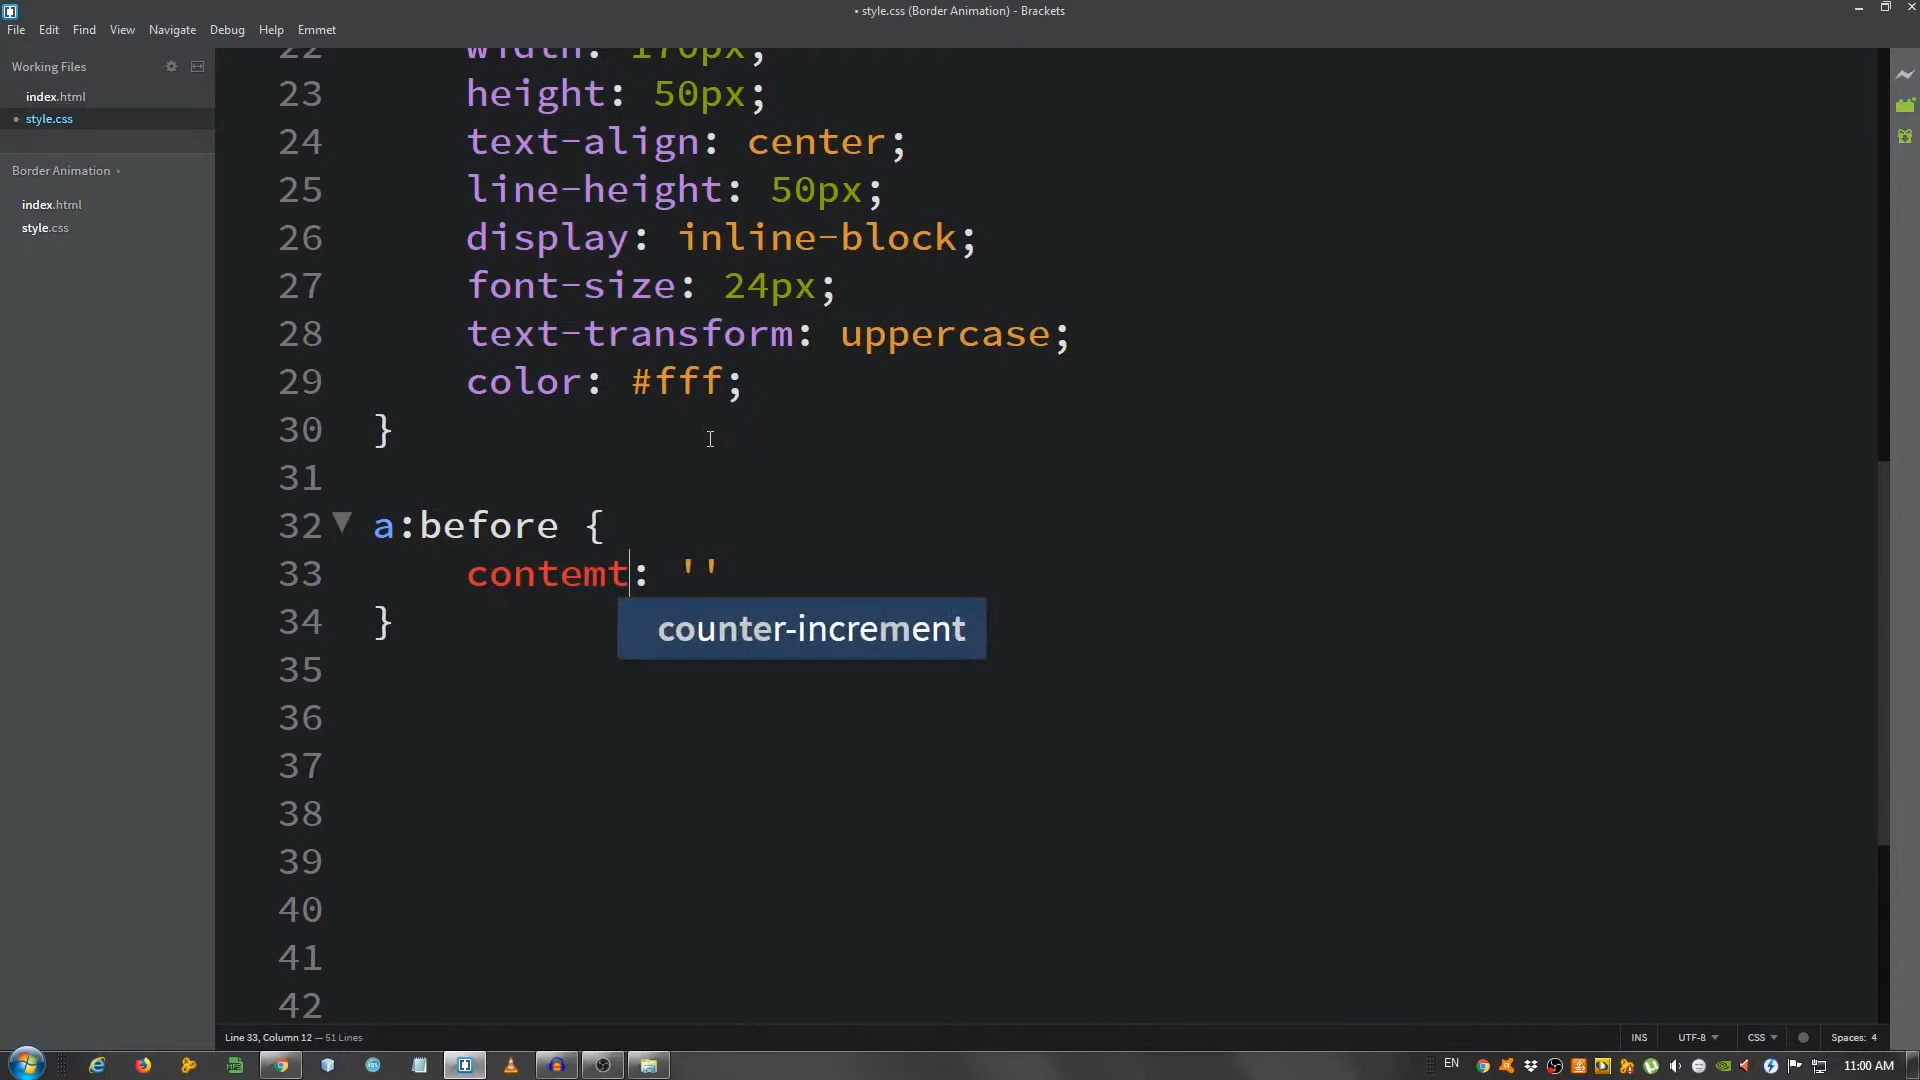 • style.css (Border Animation) - Brackets
File Edit Find View Navigate Debug Help Emmet
Working Files
index.html
• style.css
Border Animation
index.html
style.css
22 width: 170px;
23 height: 50px;
24 text-align: center;
25 line-height: 50px;
26 display: inline-block;
27 font-size: 24px;
28 text-transform: uppercase;
29 color: #fff;
30 }
31
32 a:before {
33 contemt: ''
counter-increment
34 }
35
36
37
38
39
40
41
42
Line 33, Column 12 — 51 Lines
INS UTF-8 CSS Spaces: 4
EN 11:00 AM